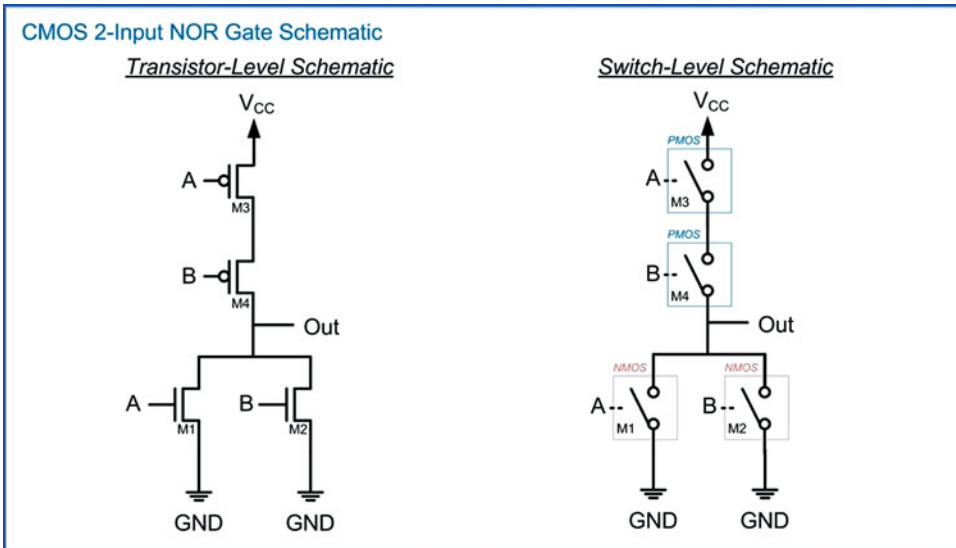 CMOS 2-Input NOR Gate Schematic
Transistor-Level Schematic
VCC
A
M3
B
M4
Out
A
M1
B
M2
GND
GND
Switch-Level Schematic
VCC
PMOS
A
M3
PMOS
B
M4
Out
NMOS
A
M1
NMOS
B
M2
GND
GND